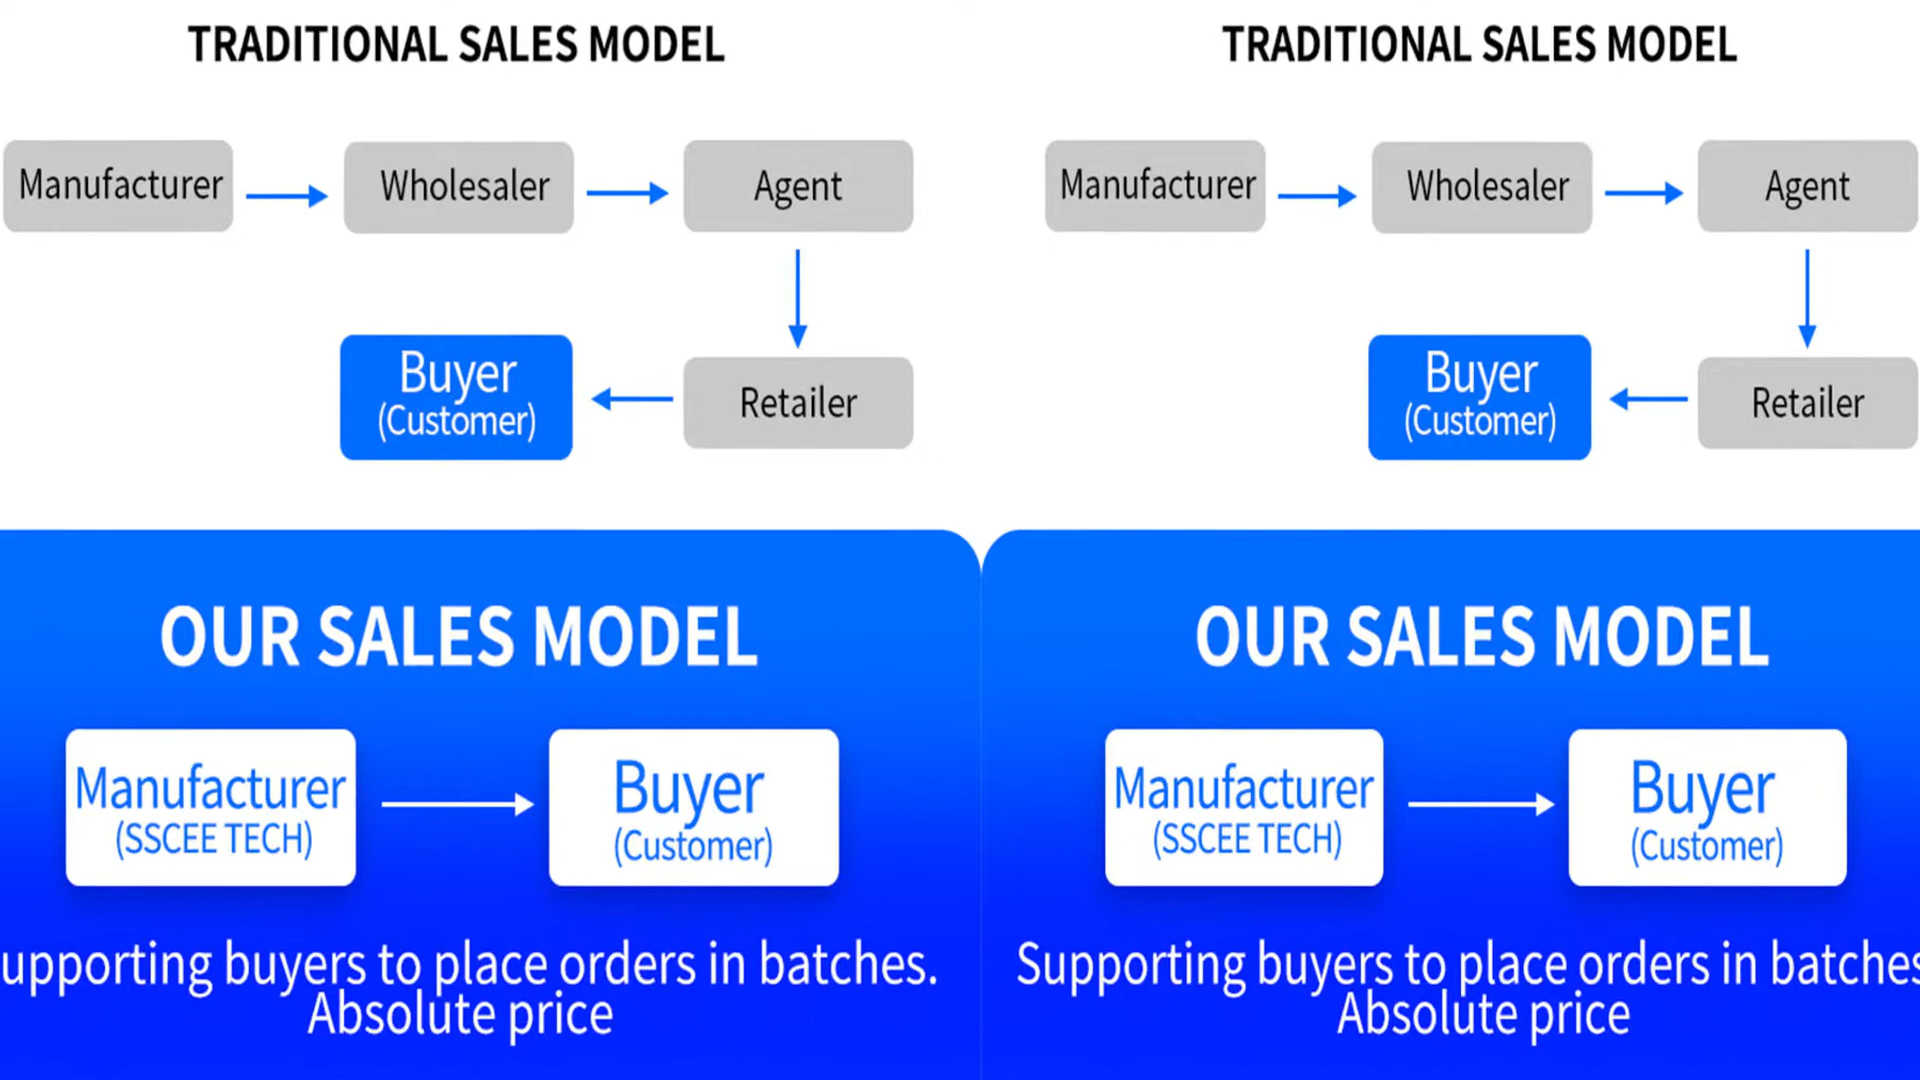 TRADITIONAL SALES MODEL
Manufacturer
Wholesaler
Agent
Buyer
(Customer)
Retailer
OUR SALES MODEL
Manufacturer
(SSCEE TECH)
Buyer
(Customer)
upporting buyers to place orders in batches.
Absolute price
TRADITIONAL SALES MODEL
Manufacturer
Wholesaler
Agent
Buyer
(Customer)
Retailer
OUR SALES MODEL
Manufacturer
(SSCEE TECH)
Buyer
(Customer)
Supporting buyers to place orders in batches
Absolute price